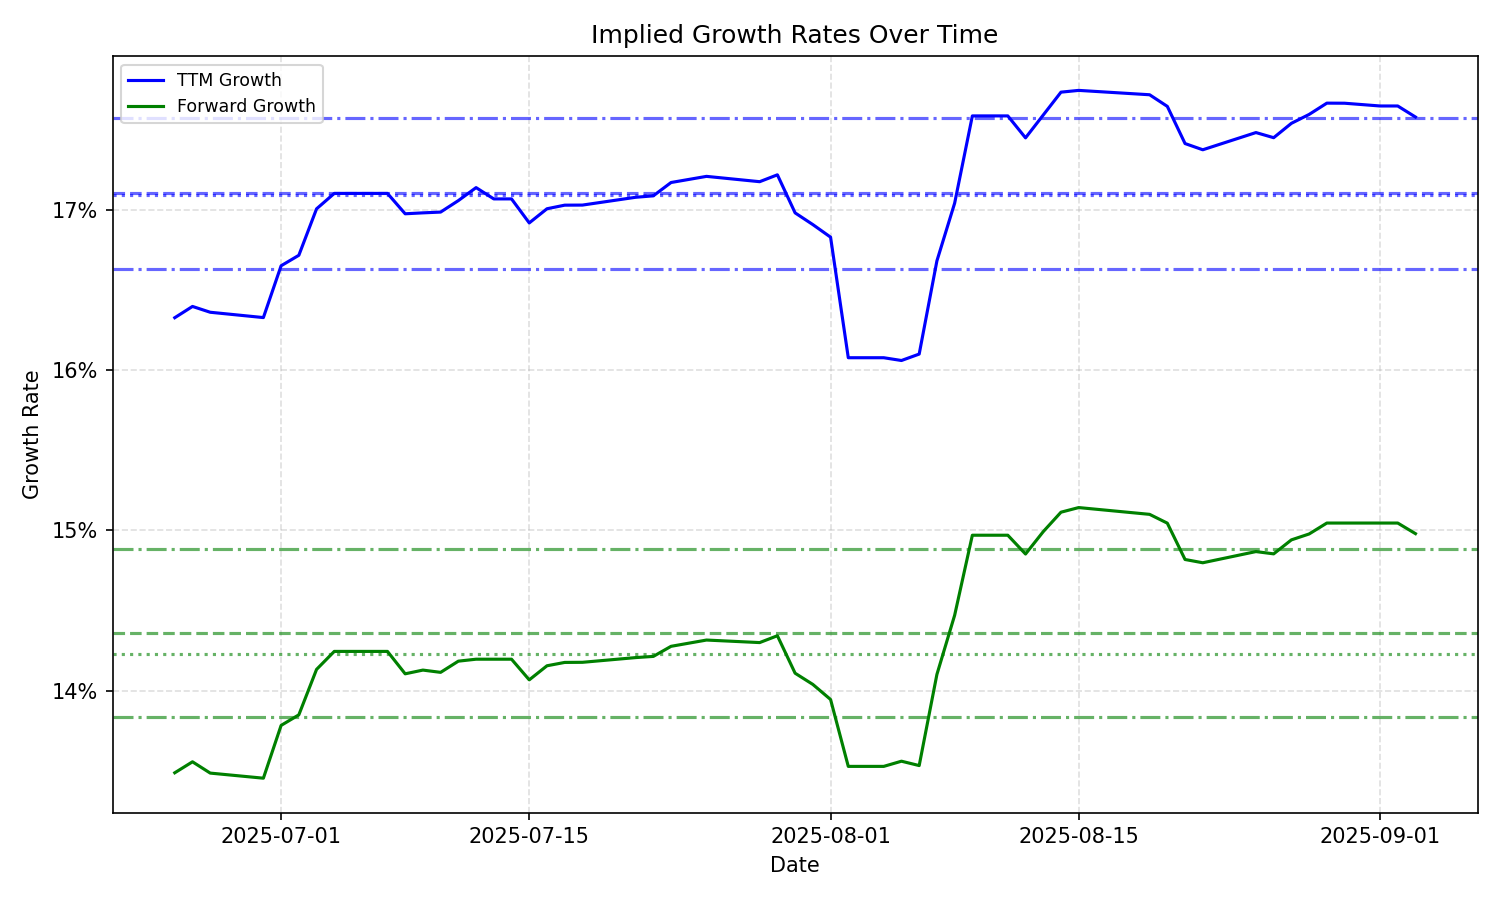 Implied Growth Rates Over Time
TTM Growth
Forward Growth
17%
16%
15%
14%
Growth Rate
2025-07-01
2025-07-15
2025-08-01
2025-08-15
2025-09-01
Date